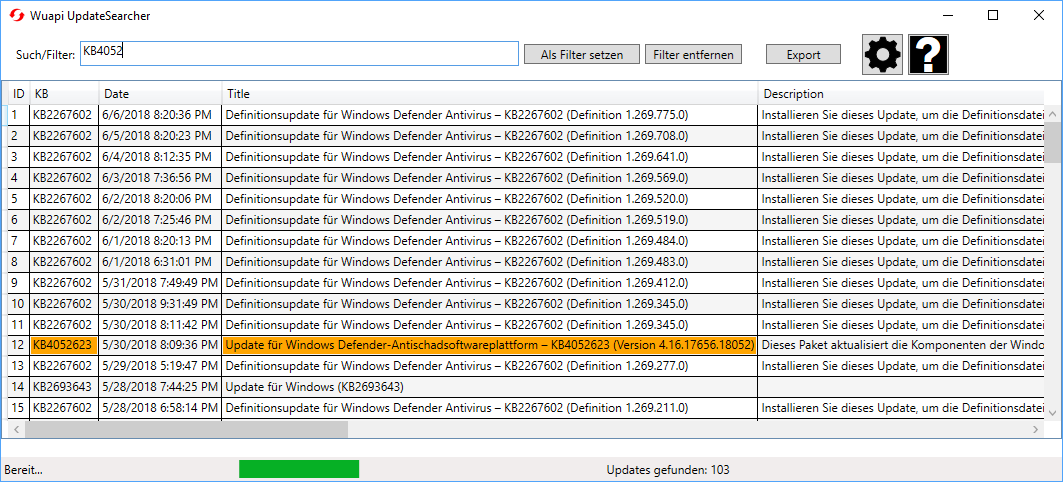 Wuapi UpdateSearcher
Such/Filter: KB4052 Als Filter setzen Filter entfernen Export ?
ID KB Date Title Description
1 KB2267602 6/6/2018 8:20:36 PM Definitionsupdate für Windows Defender Antivirus – KB2267602 (Definition 1.269.775.0) Installieren Sie dieses Update, um die Definitionsdatei
2 KB2267602 6/5/2018 8:20:23 PM Definitionsupdate für Windows Defender Antivirus – KB2267602 (Definition 1.269.708.0) Installieren Sie dieses Update, um die Definitionsdatei
3 KB2267602 6/4/2018 8:12:35 PM Definitionsupdate für Windows Defender Antivirus – KB2267602 (Definition 1.269.641.0) Installieren Sie dieses Update, um die Definitionsdatei
4 KB2267602 6/3/2018 7:36:56 PM Definitionsupdate für Windows Defender Antivirus – KB2267602 (Definition 1.269.569.0) Installieren Sie dieses Update, um die Definitionsdatei
5 KB2267602 6/2/2018 8:20:06 PM Definitionsupdate für Windows Defender Antivirus – KB2267602 (Definition 1.269.520.0) Installieren Sie dieses Update, um die Definitionsdatei
6 KB2267602 6/2/2018 7:25:46 PM Definitionsupdate für Windows Defender Antivirus – KB2267602 (Definition 1.269.519.0) Installieren Sie dieses Update, um die Definitionsdatei
7 KB2267602 6/1/2018 8:20:13 PM Definitionsupdate für Windows Defender Antivirus – KB2267602 (Definition 1.269.484.0) Installieren Sie dieses Update, um die Definitionsdatei
8 KB2267602 6/1/2018 6:31:01 PM Definitionsupdate für Windows Defender Antivirus – KB2267602 (Definition 1.269.483.0) Installieren Sie dieses Update, um die Definitionsdatei
9 KB2267602 5/31/2018 7:49:49 PM Definitionsupdate für Windows Defender Antivirus – KB2267602 (Definition 1.269.412.0) Installieren Sie dieses Update, um die Definitionsdatei
10 KB2267602 5/30/2018 9:31:49 PM Definitionsupdate für Windows Defender Antivirus – KB2267602 (Definition 1.269.345.0) Installieren Sie dieses Update, um die Definitionsdatei
11 KB2267602 5/30/2018 8:11:42 PM Definitionsupdate für Windows Defender Antivirus – KB2267602 (Definition 1.269.345.0) Installieren Sie dieses Update, um die Definitionsdatei
12 KB4052623 5/30/2018 8:09:36 PM Update für Windows Defender-Antischadsoftwareplattform – KB4052623 (Version 4.16.17656.18052) Dieses Paket aktualisiert die Komponenten der Windo
13 KB2267602 5/29/2018 5:19:47 PM Definitionsupdate für Windows Defender Antivirus – KB2267602 (Definition 1.269.277.0) Installieren Sie dieses Update, um die Definitionsdatei
14 KB2693643 5/28/2018 7:44:25 PM Update für Windows (KB2693643)
15 KB2267602 5/28/2018 6:58:14 PM Definitionsupdate für Windows Defender Antivirus – KB2267602 (Definition 1.269.211.0) Installieren Sie dieses Update, um die Definitionsdatei
Bereit... Updates gefunden: 103